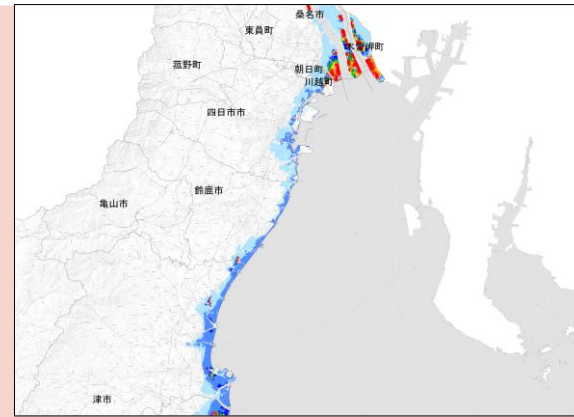 桑名市
東員町
木曽岬町
菰野町
朝日町
川越町
四日市市
鈴鹿市
亀山市
津市